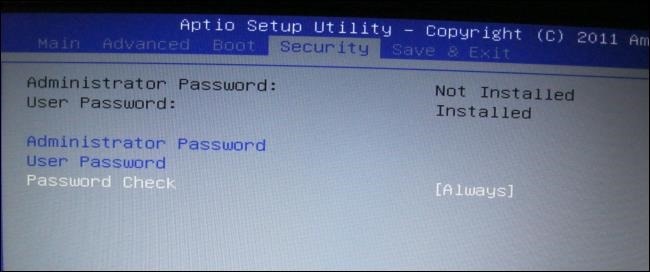 Aptio Setup Utility - Copyright (C) 2011 Am
Main Advanced Boot Security Save & Exit
Administrator Password: Not Installed
User Password: Installed
Administrator Password
User Password
Password Check [Always]